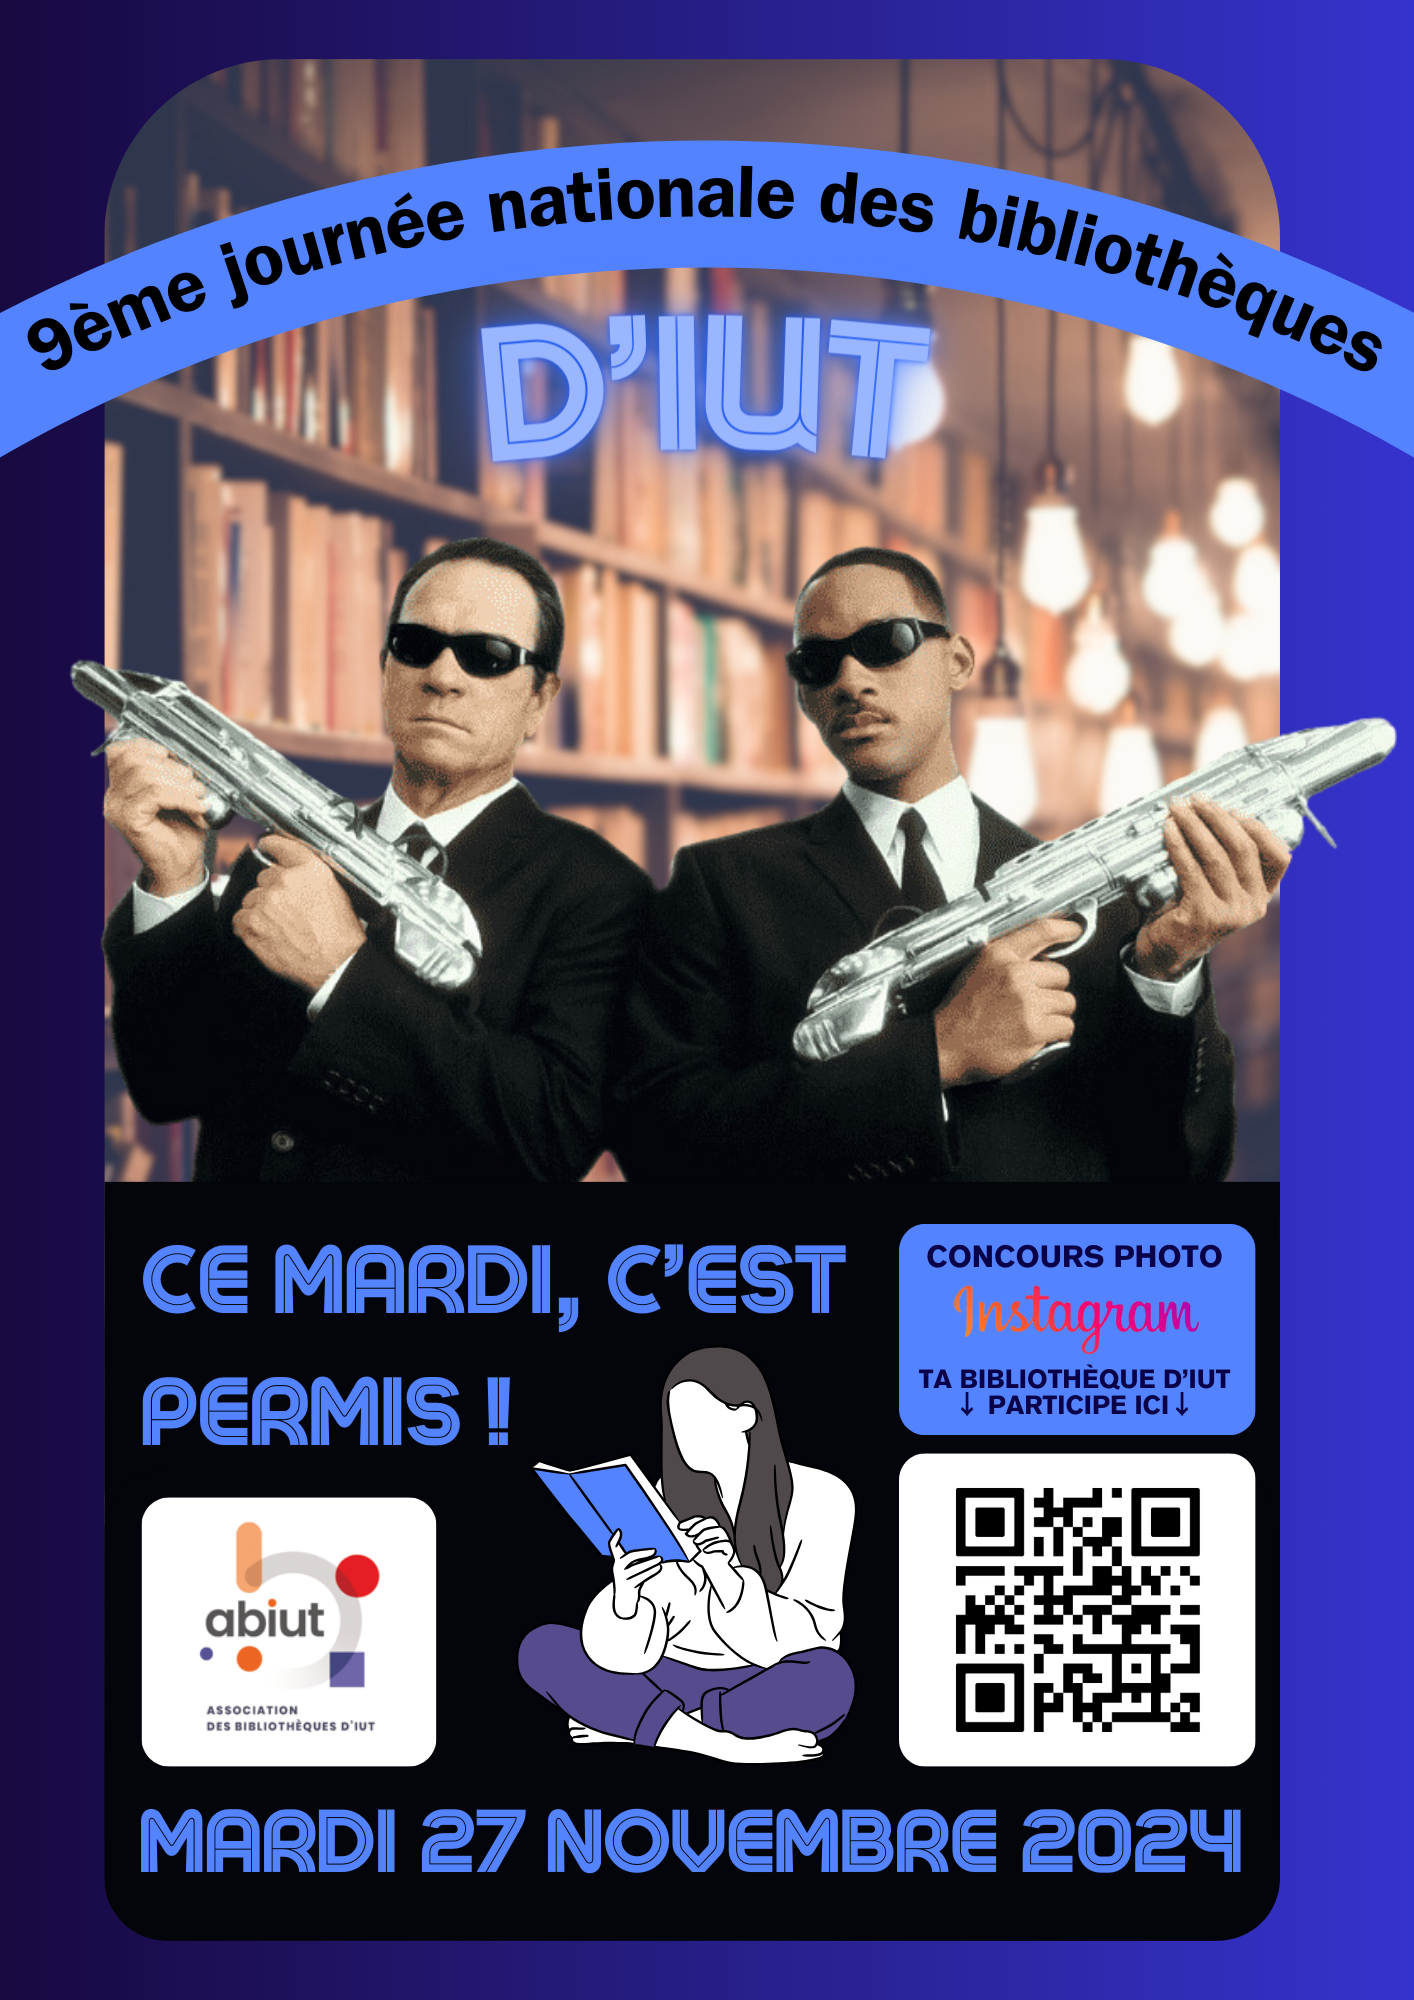 9ème journée nationale des bibliothèques
D'IUT
CE MARDI, C'EST
PERMIS !!
CONCOURS PHOTO
Instagram
TA BIBLIOTHÈQUE D'IUT
↓ PARTICIPE ICI ↓
abiut
ASSOCIATION
DES BIBLIOTHÈQUES D'IUT
MARDI 27 NOVEMBRE 2024